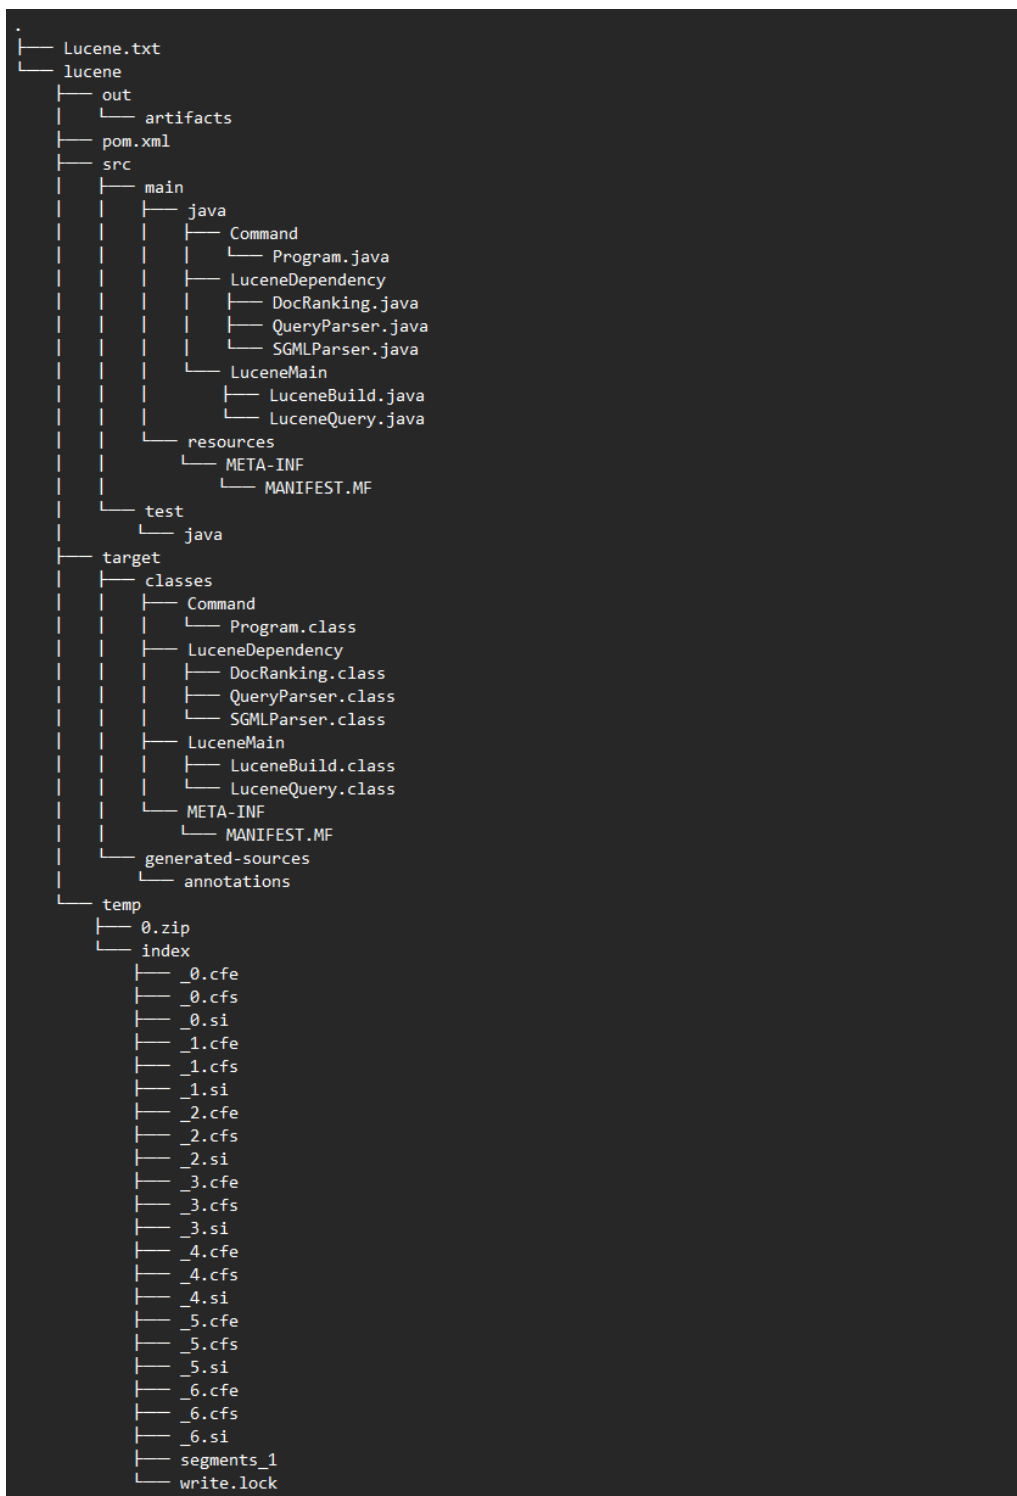 .
├── Lucene.txt
└── lucene
    ├── out
    │   └── artifacts
    ├── pom.xml
    ├── src
    │   ├── main
    │   │   ├── java
    │   │   │   ├── Command
    │   │   │   │   └── Program.java
    │   │   │   ├── LuceneDependency
    │   │   │   │   ├── DocRanking.java
    │   │   │   │   ├── QueryParser.java
    │   │   │   │   └── SGMLParser.java
    │   │   │   └── LuceneMain
    │   │   │       ├── LuceneBuild.java
    │   │   │       └── LuceneQuery.java
    │   │   └── resources
    │   │       └── META-INF
    │   │           └── MANIFEST.MF
    │   └── test
    │       └── java
    ├── target
    │   ├── classes
    │   │   ├── Command
    │   │   │   └── Program.class
    │   │   ├── LuceneDependency
    │   │   │   ├── DocRanking.class
    │   │   │   ├── QueryParser.class
    │   │   │   └── SGMLParser.class
    │   │   ├── LuceneMain
    │   │   │   ├── LuceneBuild.class
    │   │   │   └── LuceneQuery.class
    │   │   └── META-INF
    │   │       └── MANIFEST.MF
    │   └── generated-sources
    │       └── annotations
    └── temp
        ├── 0.zip
        └── index
            ├── _0.cfe
            ├── _0.cfs
            ├── _0.si
            ├── _1.cfe
            ├── _1.cfs
            ├── _1.si
            ├── _2.cfe
            ├── _2.cfs
            ├── _2.si
            ├── _3.cfe
            ├── _3.cfs
            ├── _3.si
            ├── _4.cfe
            ├── _4.cfs
            ├── _4.si
            ├── _5.cfe
            ├── _5.cfs
            ├── _5.si
            ├── _6.cfe
            ├── _6.cfs
            ├── _6.si
            ├── segments_1
            └── write.lock